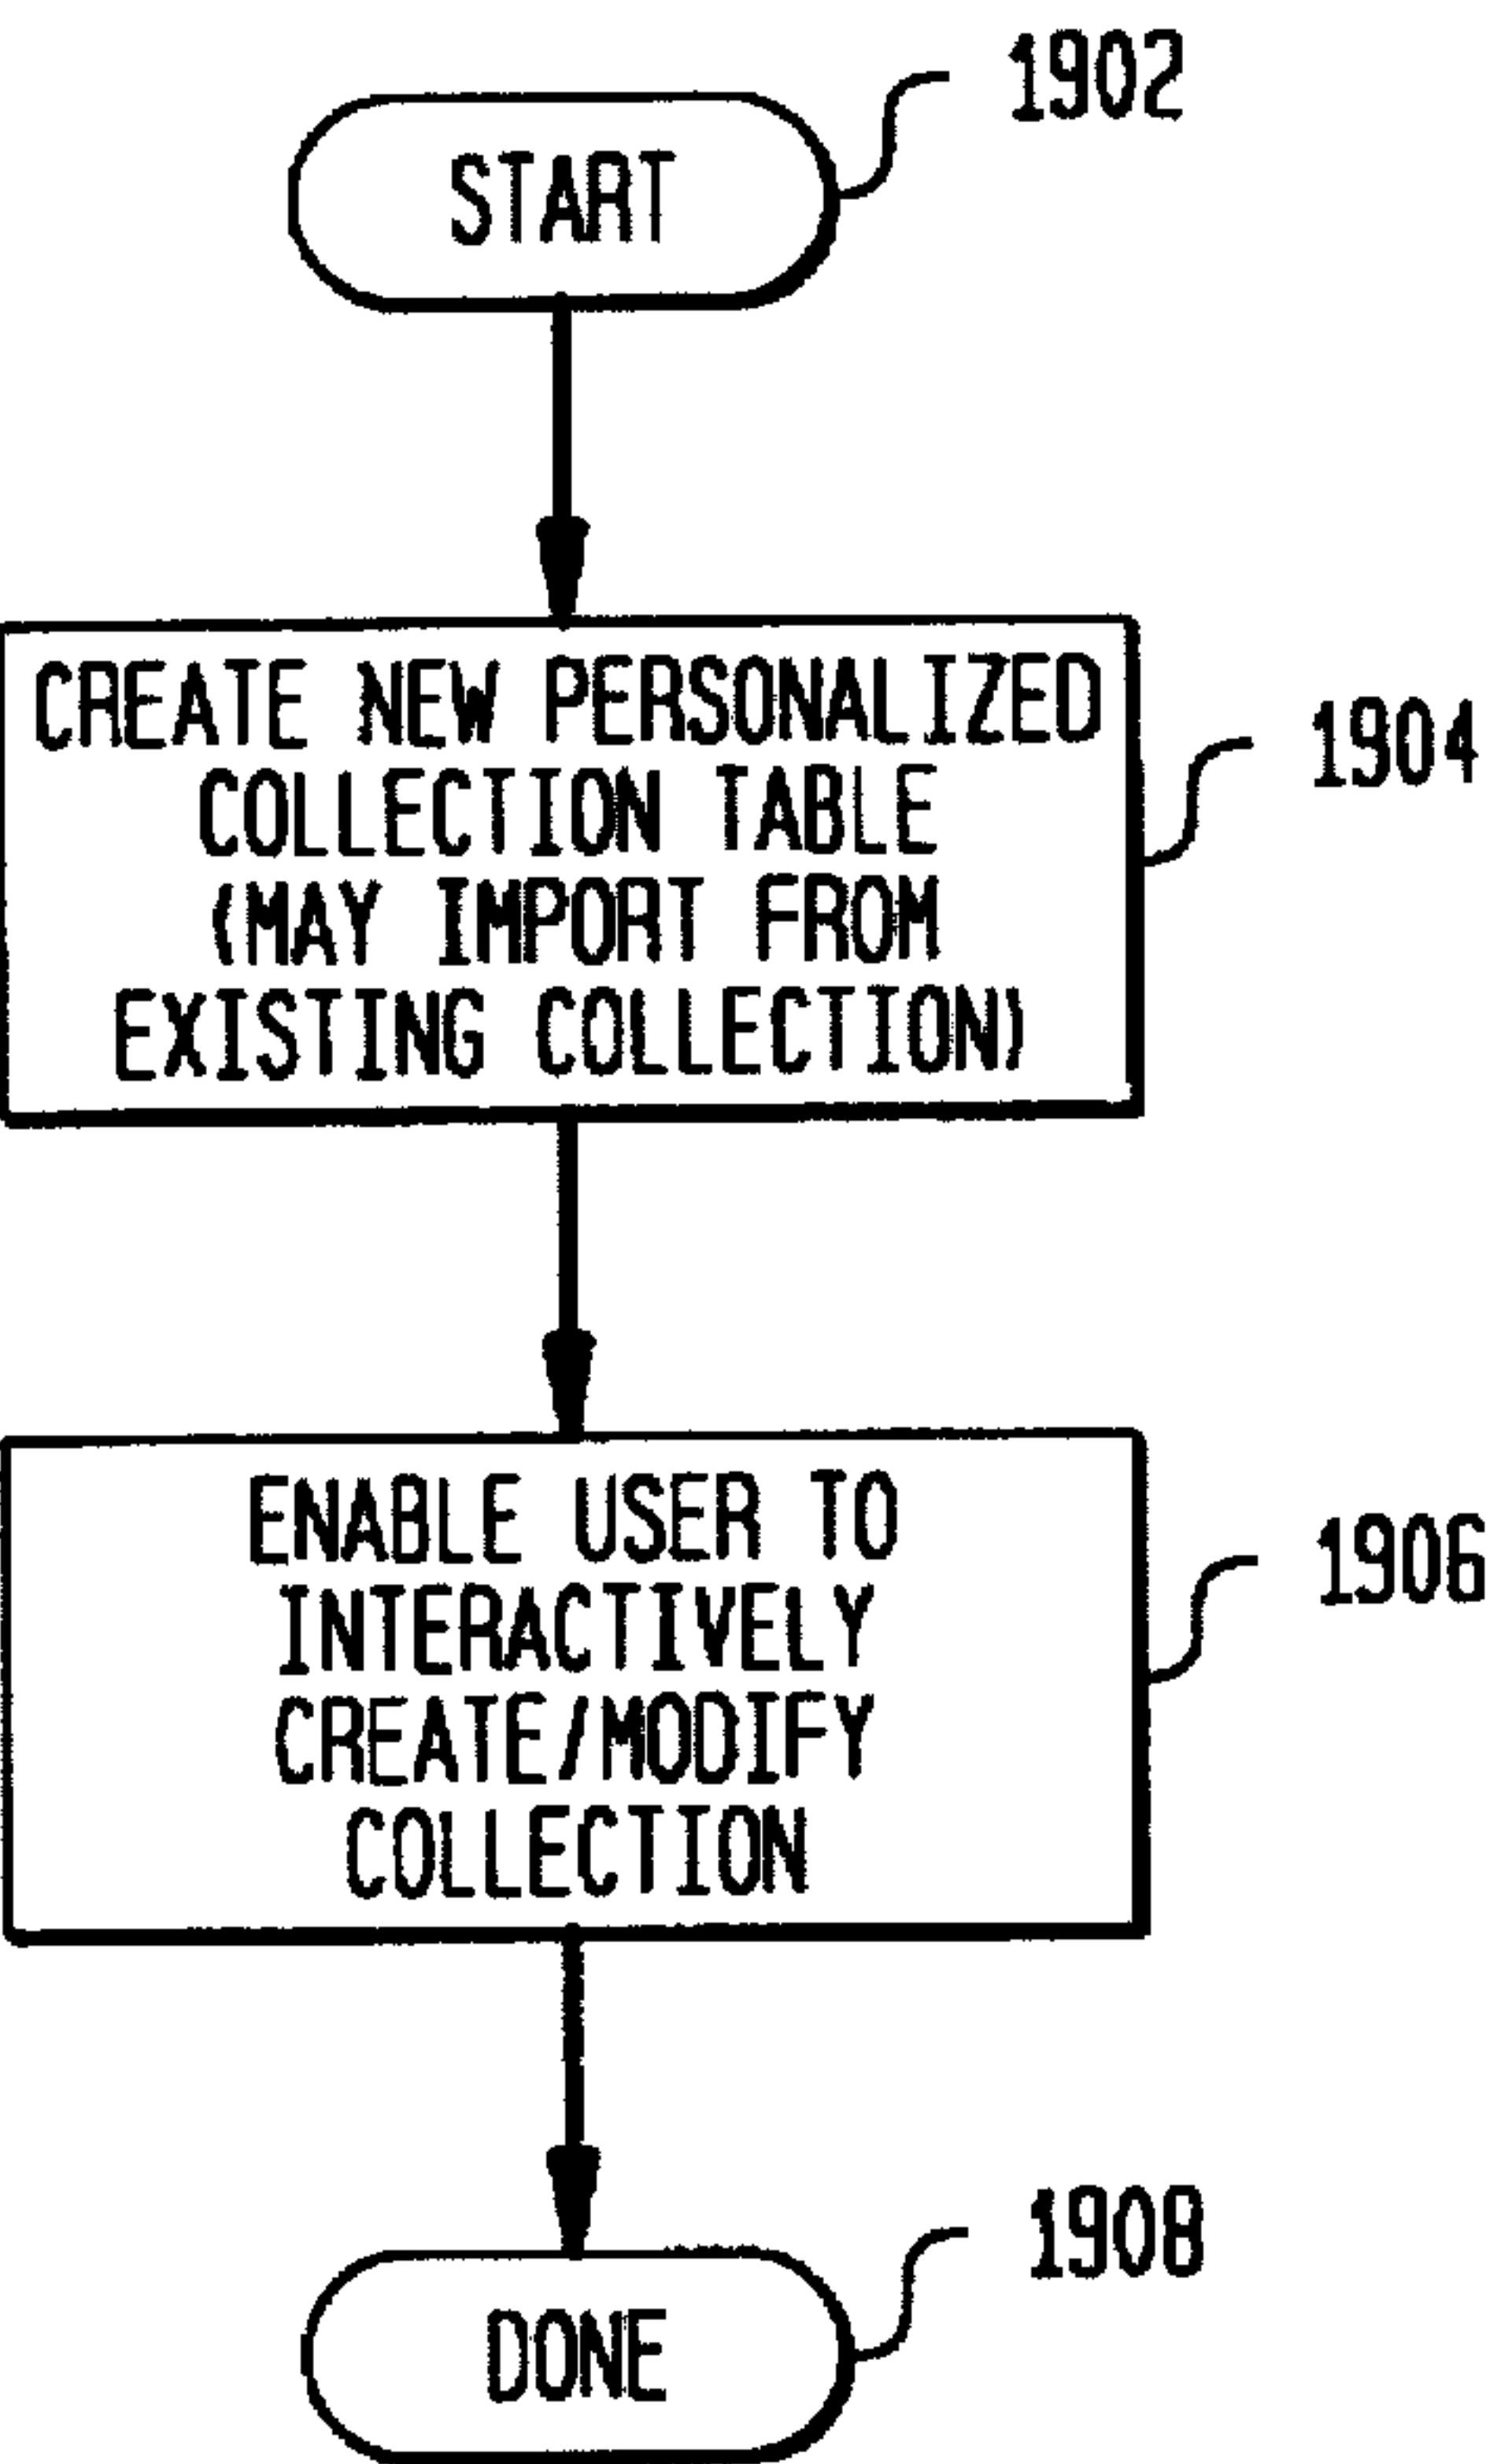 1902
START
CREATE NEW PERSONALIZED
COLLECTION TABLE
(MAY IMPORT FROM
EXISTING COLLECTION)
1904
ENABLE USER TO
INTERACTIVELY
CREATE/MODIFY
COLLECTION
1906
1908
DONE